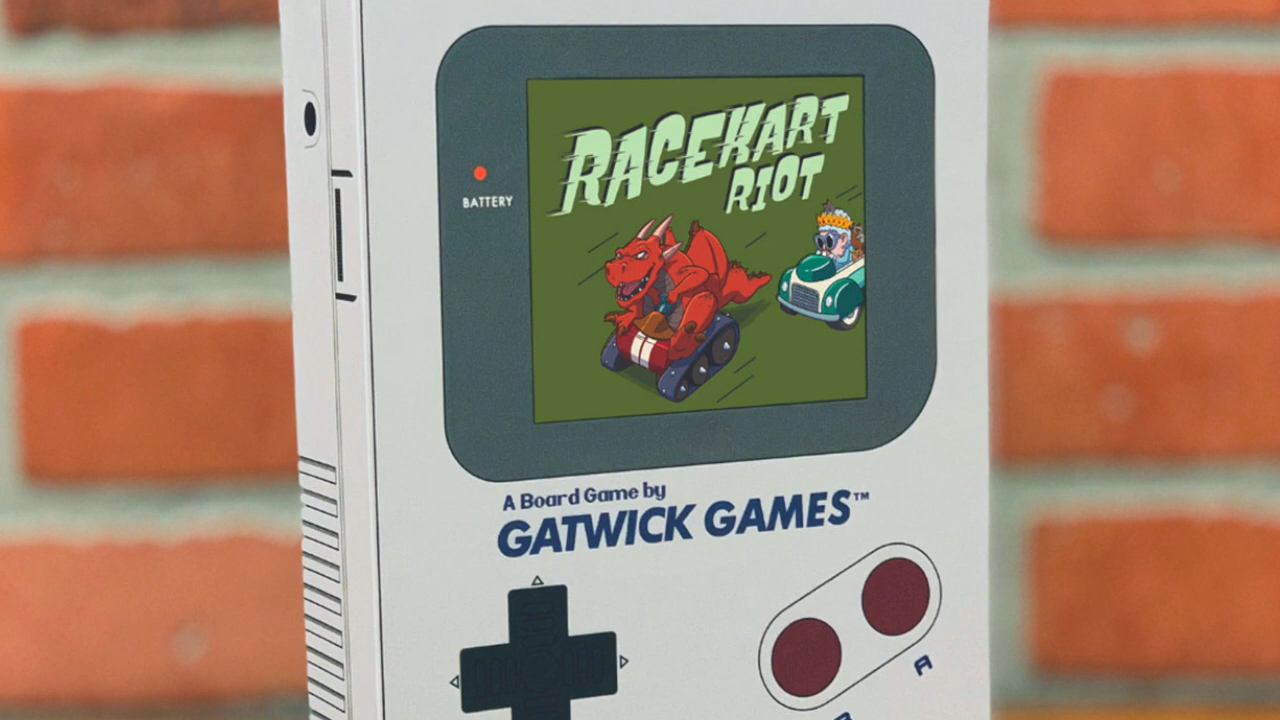 RACEKART
RIOT
BATTERY
A Board Game by
GATWICK GAMES™
A